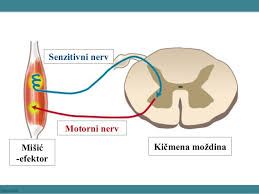 Senzitivni nerv
Motorni nerv
Mišić
-efektor
Kičmena moždina